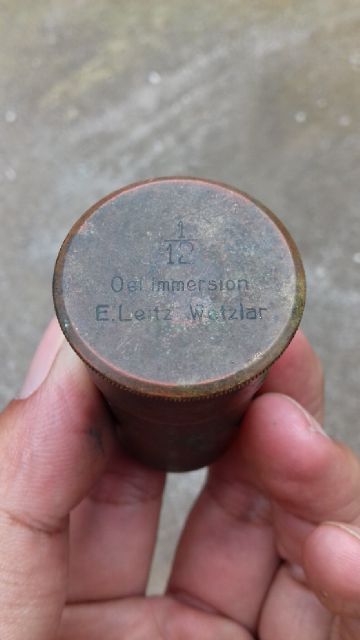 1/12
Oel Immersion
E. Leitz Wetzlar